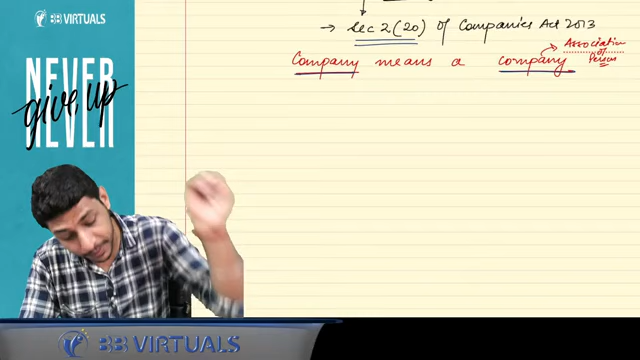 BB VIRTUALS
NEVER
give up
NEVER
→ Sec 2(20) of Companies Act 2013
Company means a company → Association of Persons
BB VIRTUALS